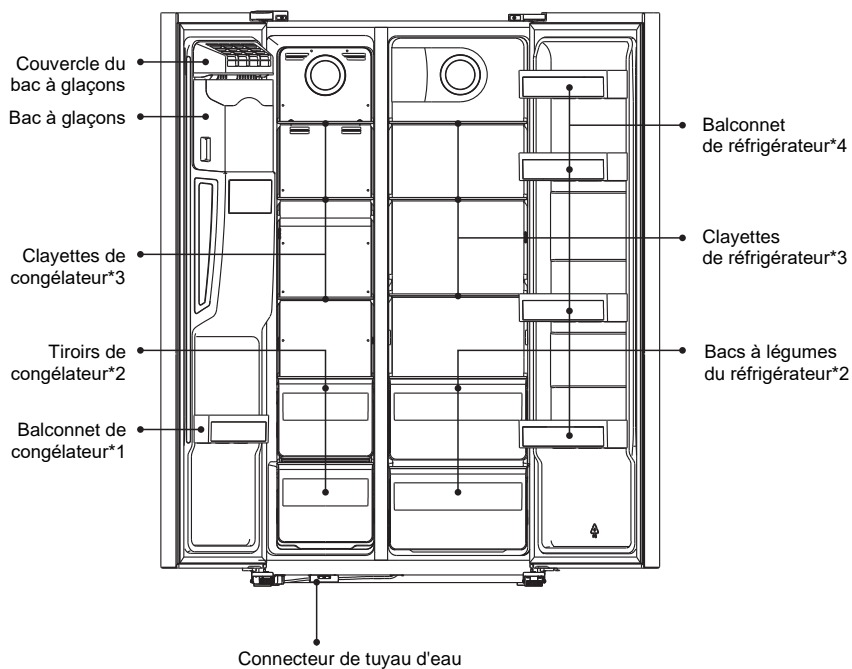 Couvercle du
bac à glaçons
Bac à glaçons
Clayettes de
congélateur*3
Tiroirs de
congélateur*2
Balconnet de
congélateur*1
Balconnet
de réfrigérateur*4
Clayettes
de réfrigérateur*3
Bacs à légumes
du réfrigérateur*2
Connecteur de tuyau d'eau